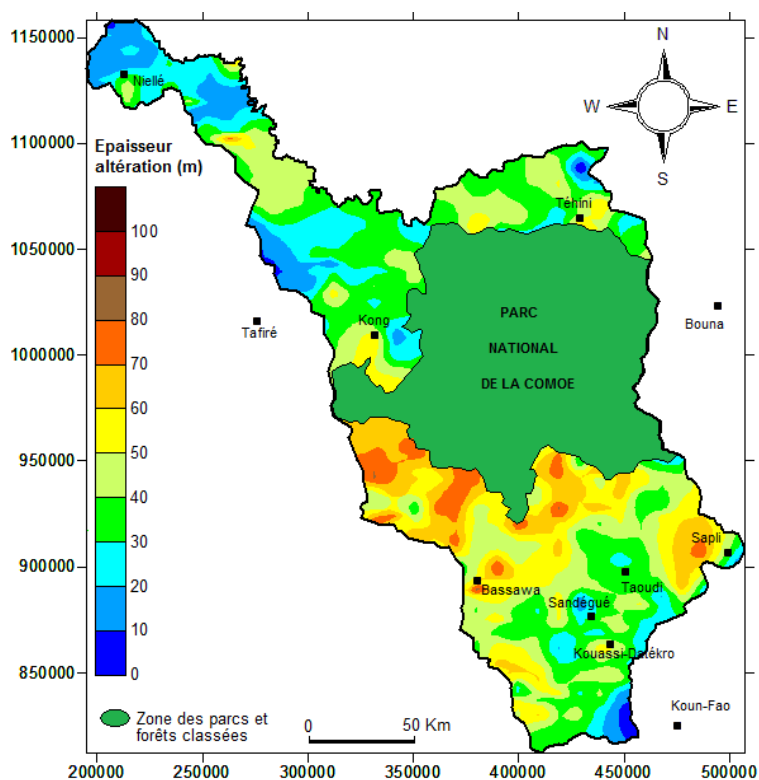 1150000
1100000
1050000
1000000
950000
900000
850000
N
W
E
S
Epaisseur
altération (m)
100
90
80
70
60
50
40
30
20
10
0
Niellé
Téhini
Kong
Tafiré
Bouna
PARC
NATIONAL
DE LA COMOE
Sapli
Bassawa
Taoudi
Sandégué
Kouassi-Datékro
Koun-Fao
Zone des parcs et
forêts classées
0
50 Km
200000
250000
300000
350000
400000
450000
500000